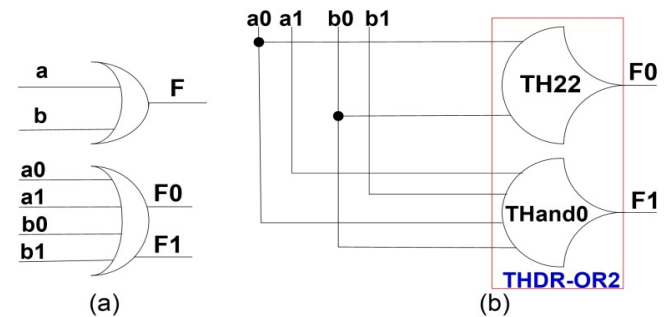 a
b
F
a0
a1
b0
b1
F0
F1
(a)
a0 a1 b0 b1
TH22
F0
THand0
F1
THDR-OR2
(b)